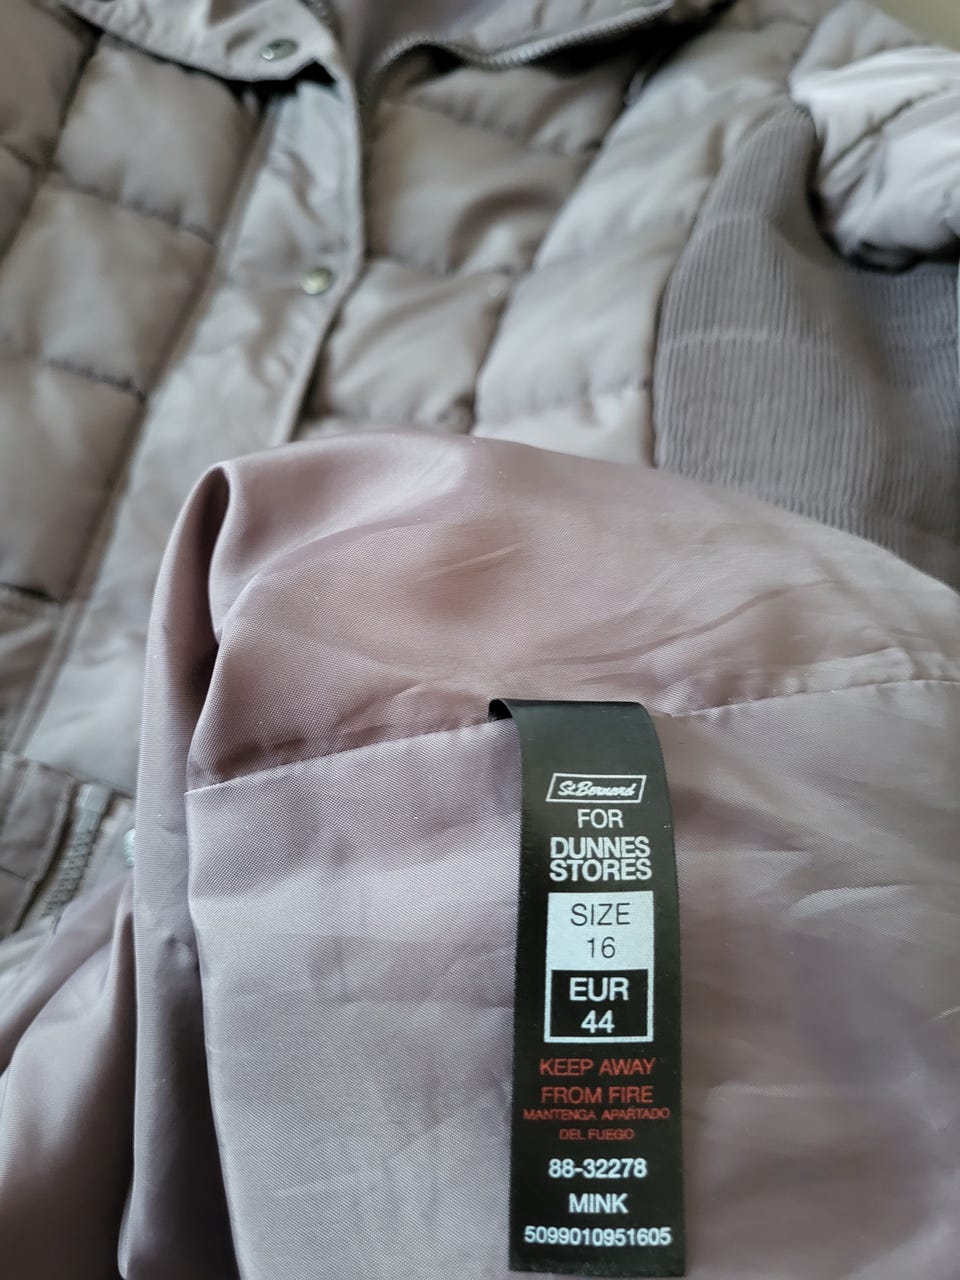 St.Bernard
FOR
DUNNES
STORES
SIZE
16
EUR
44
KEEP AWAY
FROM FIRE
MANTENGA APARTADO
DEL FUEGO
88-32278
MINK
5099010951605